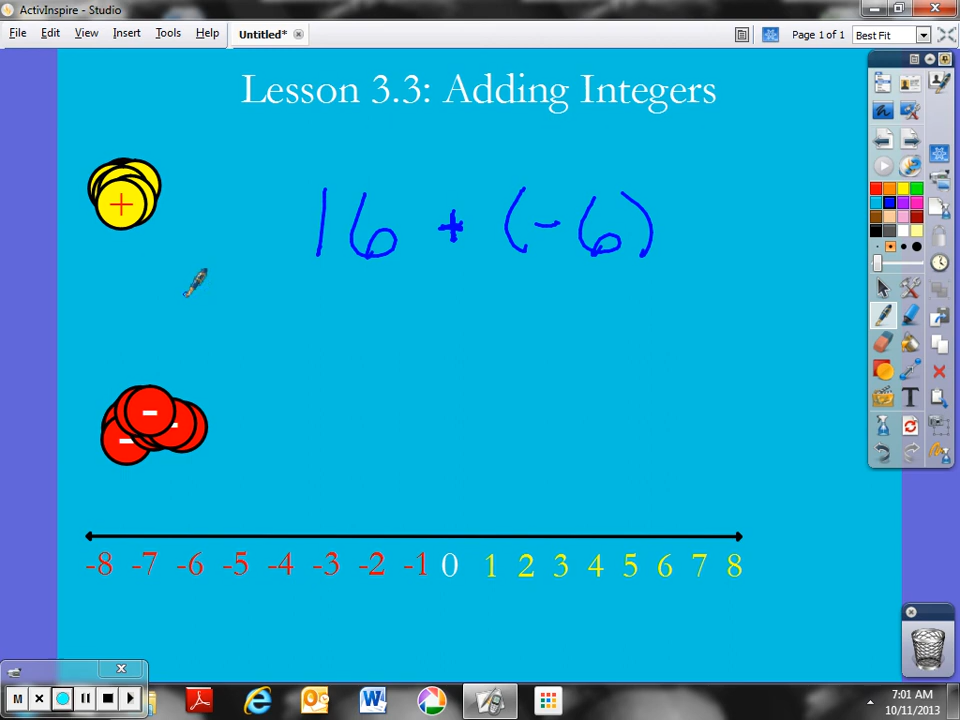 ActivInspire - Studio
File Edit View Insert Tools Help Untitled* Page 1 of 1 Best Fit
Lesson 3.3: Adding Integers
+
16 + (-6)
-
-
-8 -7 -6 -5 -4 -3 -2 -1 0 1 2 3 4 5 6 7 8
M
7:01 AM
10/11/2013